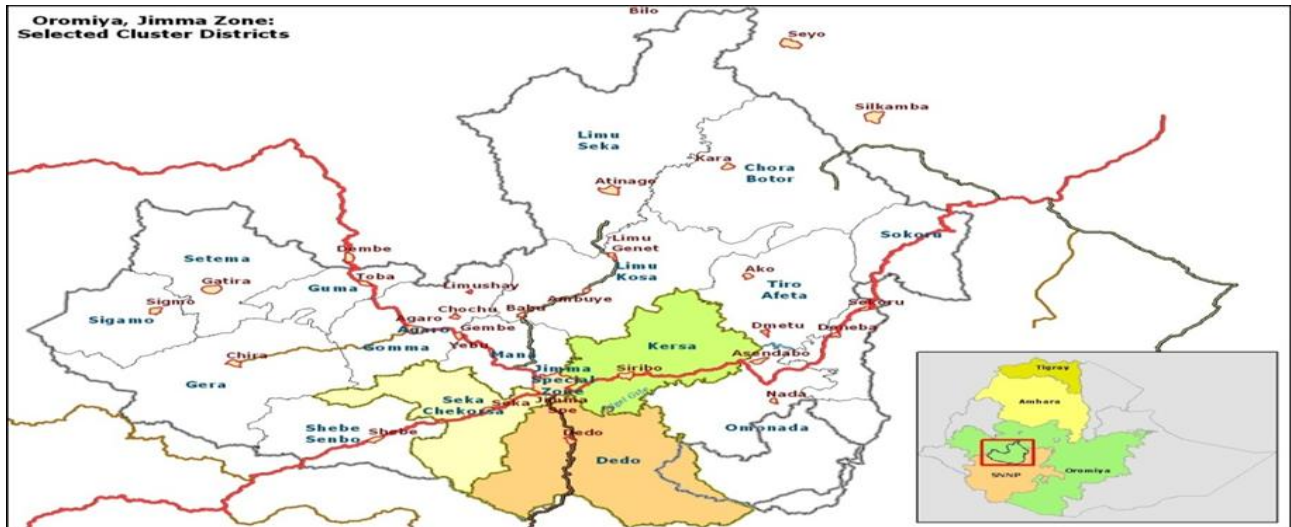 Oromiya, Jimma Zone:
Selected Cluster Districts
Bilo
Seyo
Silkamba
Limu
Seka
Kara
Chora
Botor
Atinago
Sokoru
Dembe
Limu
Genet
Setema
Toba
Limu
Kosa
Ako
Gatira
Guma
Limushay
Tiro
Afeta
Ambuye
Sigmo
Sigamo
Chochu
Babu
Sekoru
Agaro
Agaro
Gembe
Dmetu
Deneba
Yebu
Gomma
Mana
Kersa
Chira
Asendabo
Gera
Jimma
Special
Zone
Siribo
Seka
Chekorsa
Seka
Jimma
Spe
Nada
Shebe
Senbo
Shebe
Dedo
Omonada
Dedo
Tigray
Amhara
Oromiya
SNNP